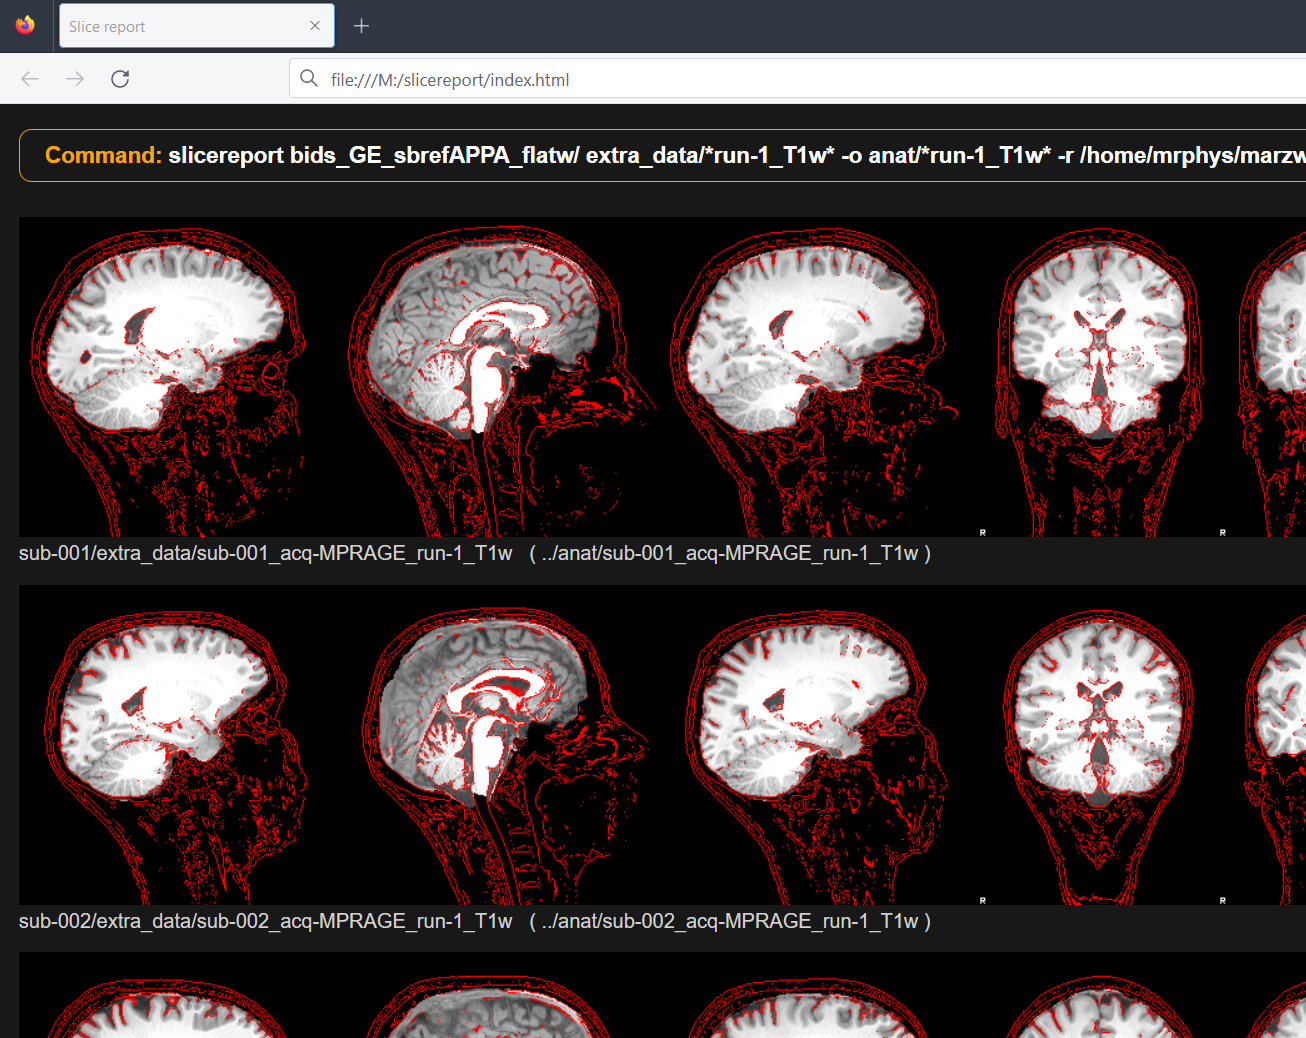 Slice report
file:///M:/slicereport/index.html
Command: slicereport bids_GE_sbrefAPPA_flatw/ extra_data/*run-1_T1w* -o anat/*run-1_T1w* -r /home/mrphys/marzw
R
R
sub-001/extra_data/sub-001_acq-MPRAGE_run-1_T1w ( ../anat/sub-001_acq-MPRAGE_run-1_T1w )
R
R
sub-002/extra_data/sub-002_acq-MPRAGE_run-1_T1w ( ../anat/sub-002_acq-MPRAGE_run-1_T1w )